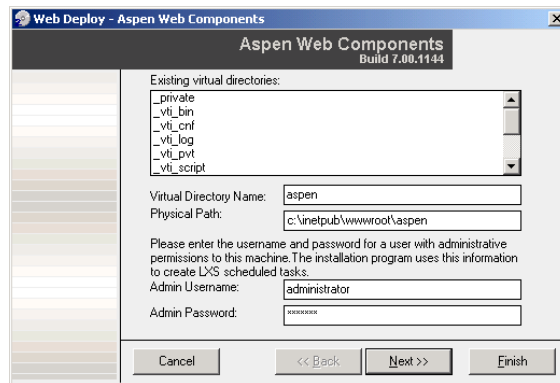 Web Deploy - Aspen Web Components
Aspen Web Components
Build 7.00.1144
Existing virtual directories:
_private
_vti_bin
_vti_cnf
_vti_log
_vti_pvt
_vti_script
Virtual Directory Name: aspen
Physical Path: c:\inetpub\wwwroot\aspen
Please enter the username and password for a user with administrative
permissions to this machine.The installation program uses this information
to create LXS scheduled tasks.
Admin Username: administrator
Admin Password: *******
Cancel << Back Next >> Finish